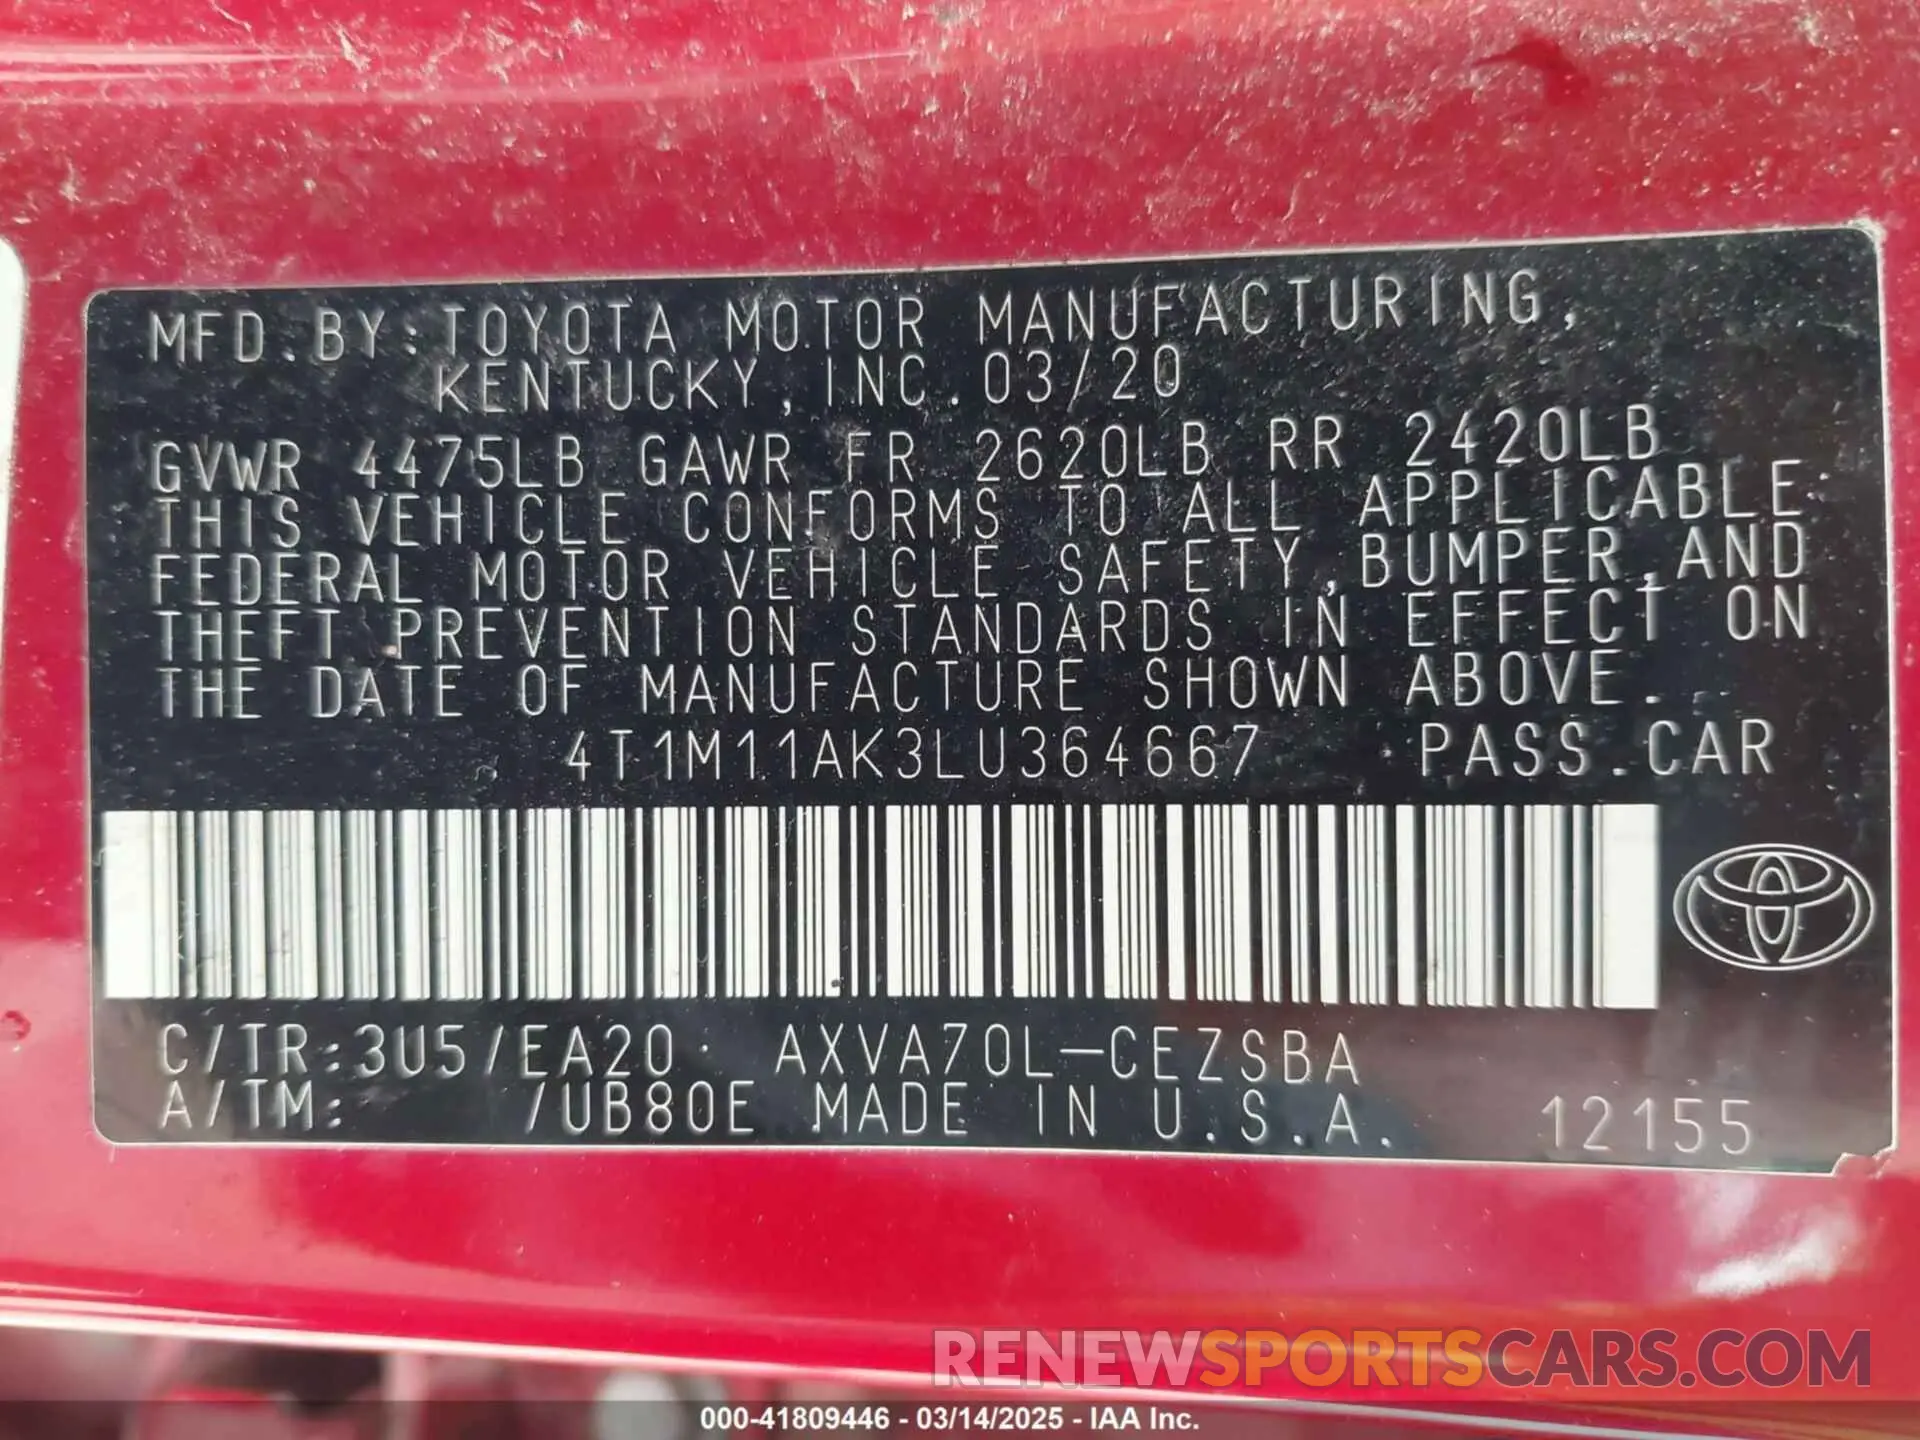 MFD.BY:TOYOTA MOTOR MANUFACTURING,
KENTUCKY, INC. 03/20
GVWR 4475LB GAWR FR 2620LB RR 2420LB
THIS VEHICLE CONFORMS TO ALL APPLICABLE
FEDERAL MOTOR VEHICLE SAFETY,BUMPER,AND
THEFT PREVENTION STANDARDS IN EFFECT ON
THE DATE OF MANUFACTURE SHOWN ABOVE.
4T1M11AK3LU364667 PASS.CAR
C/TR:3U5/EA20 AXVA70L-CEZSBA
A/TM: /UB80E MADE IN U.S.A. 12155
RENEWSPORTSCARS.COM
000-41809446 - 03/14/2025 - IAA Inc.